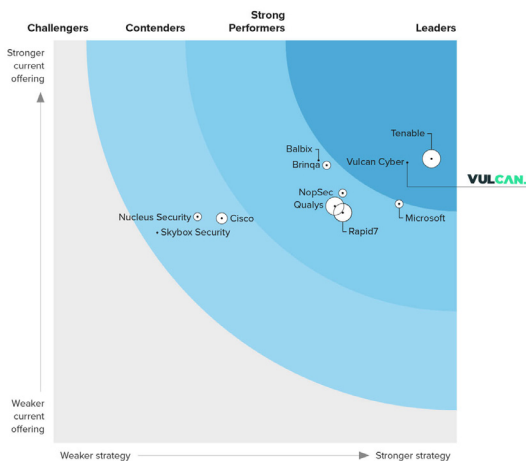 Challengers
Contenders
Strong
Performers
Leaders
Stronger
current
offering
Tenable
Balbix
Brinqa
Vulcan Cyber
VULCAN.
NopSec
Qualys
Microsoft
Nucleus Security
Cisco
Skybox Security
Rapid7
Weaker
current
offering
Weaker strategy
Stronger strategy